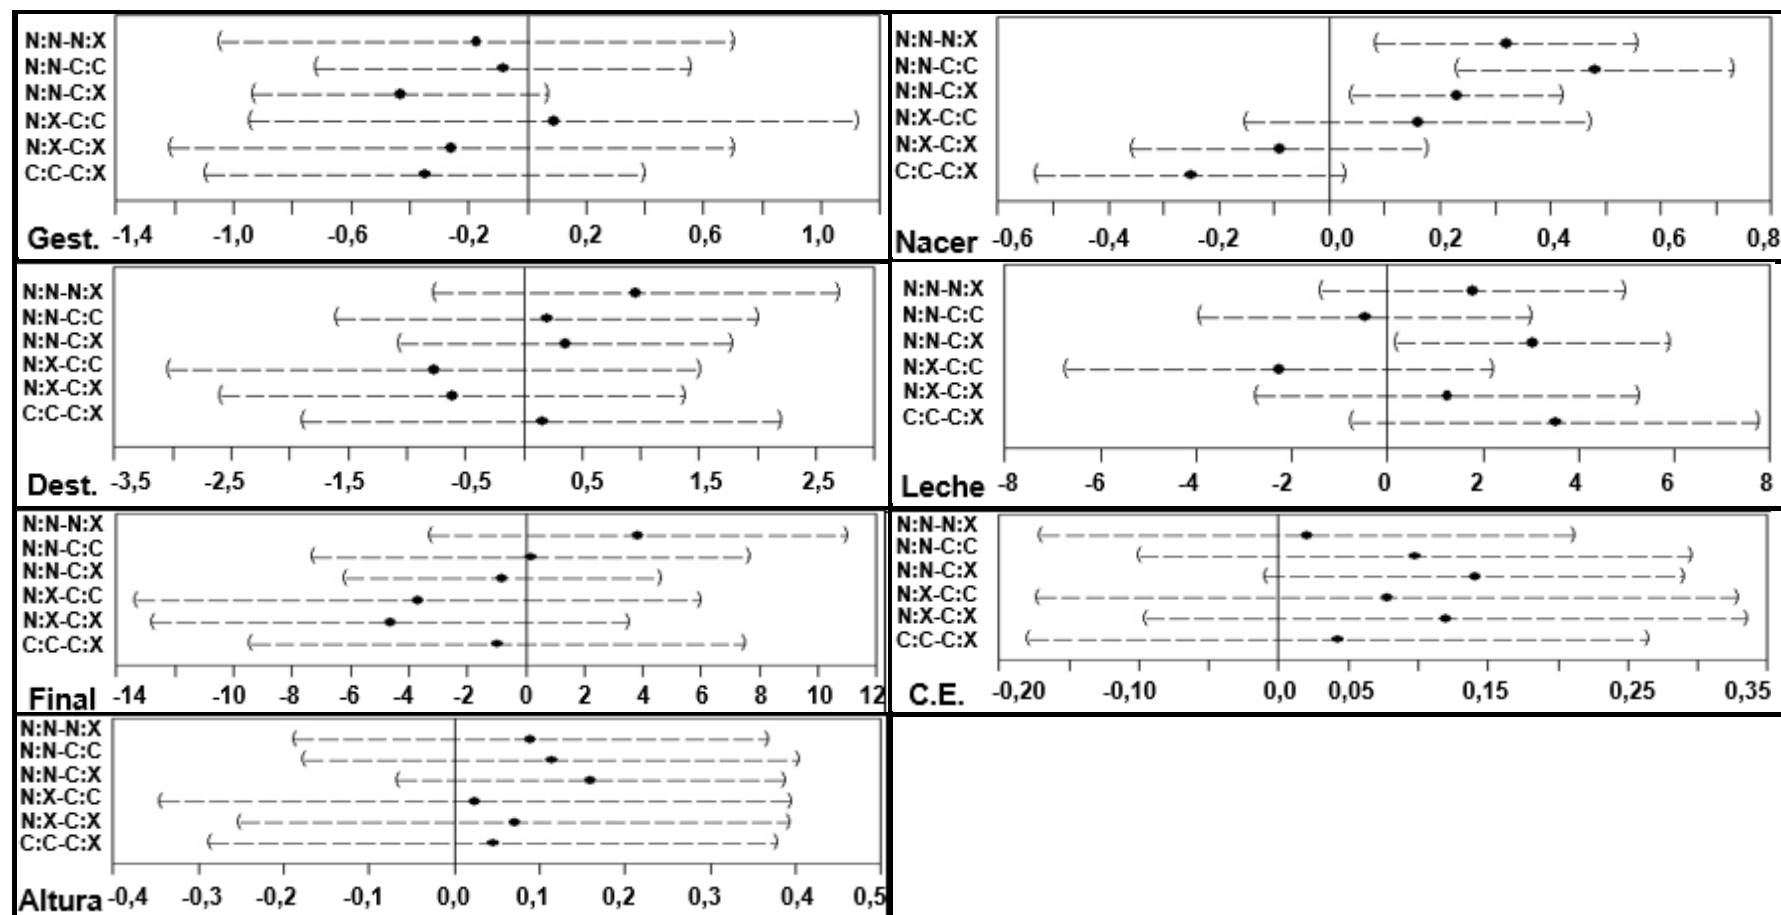 N:N-N:X
N:N-C:C
N:N-C:X
N:X-C:C
N:X-C:X
C:C-C:X
Gest. -1,4 -1,0 -0,6 -0,2 0,2 0,6 1,0
N:N-N:X
N:N-C:C
N:N-C:X
N:X-C:C
N:X-C:X
C:C-C:X
Nacer -0,6 -0,4 -0,2 0,0 0,2 0,4 0,6 0,8
N:N-N:X
N:N-C:C
N:N-C:X
N:X-C:C
N:X-C:X
C:C-C:X
Dest. -3,5 -2,5 -1,5 -0,5 0,5 1,5 2,5
N:N-N:X
N:N-C:C
N:N-C:X
N:X-C:C
N:X-C:X
C:C-C:X
Leche -8 -6 -4 -2 0 2 4 6 8
N:N-N:X
N:N-C:C
N:N-C:X
N:X-C:C
N:X-C:X
C:C-C:X
Final -14 -10 -8 -6 -4 -2 0 2 4 6 8 10 12
N:N-N:X
N:N-C:C
N:N-C:X
N:X-C:C
N:X-C:X
C:C-C:X
C.E. -0,20 -0,10 0,0 0,05 0,15 0,25 0,35
N:N-N:X
N:N-C:C
N:N-C:X
N:X-C:C
N:X-C:X
C:C-C:X
Altura -0,4 -0,3 -0,2 -0,1 0,0 0,1 0,2 0,3 0,4 0,5